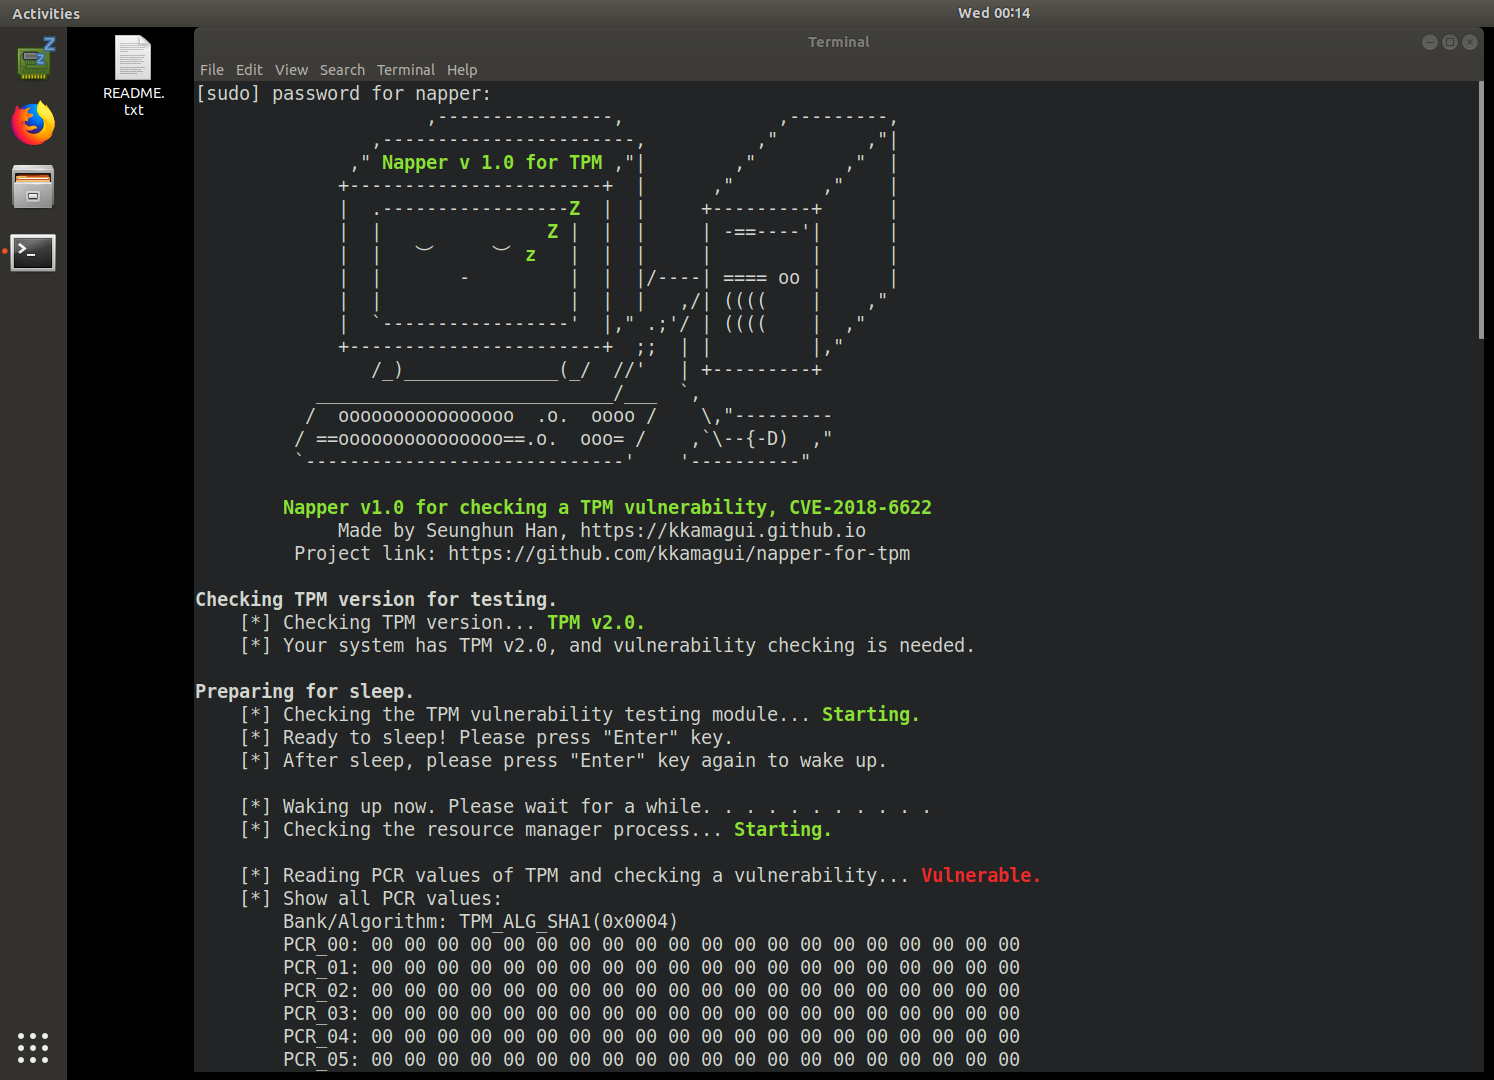 Activities
Wed 00:14
README.
txt
Terminal
File Edit View Search Terminal Help
[sudo] password for napper:
Napper v 1.0 for TPM
Z
Z
z
-==----'
==== oo
((((
((((
/ oooooooooooooooo .o. oooo /
/ ==ooooooooooooooo==.o. ooo= /
,`\--{-D) ,"
Napper v1.0 for checking a TPM vulnerability, CVE-2018-6622
Made by Seunghun Han, https://kkamagui.github.io
Project link: https://github.com/kkamagui/napper-for-tpm
Checking TPM version for testing.
[*] Checking TPM version... TPM v2.0.
[*] Your system has TPM v2.0, and vulnerability checking is needed.
Preparing for sleep.
[*] Checking the TPM vulnerability testing module... Starting.
[*] Ready to sleep! Please press "Enter" key.
[*] After sleep, please press "Enter" key again to wake up.
[*] Waking up now. Please wait for a while. . . . . . . . . . .
[*] Checking the resource manager process... Starting.
[*] Reading PCR values of TPM and checking a vulnerability... Vulnerable.
[*] Show all PCR values:
Bank/Algorithm: TPM_ALG_SHA1(0x0004)
PCR_00: 00 00 00 00 00 00 00 00 00 00 00 00 00 00 00 00 00 00 00 00
PCR_01: 00 00 00 00 00 00 00 00 00 00 00 00 00 00 00 00 00 00 00 00
PCR_02: 00 00 00 00 00 00 00 00 00 00 00 00 00 00 00 00 00 00 00 00
PCR_03: 00 00 00 00 00 00 00 00 00 00 00 00 00 00 00 00 00 00 00 00
PCR_04: 00 00 00 00 00 00 00 00 00 00 00 00 00 00 00 00 00 00 00 00
PCR_05: 00 00 00 00 00 00 00 00 00 00 00 00 00 00 00 00 00 00 00 00